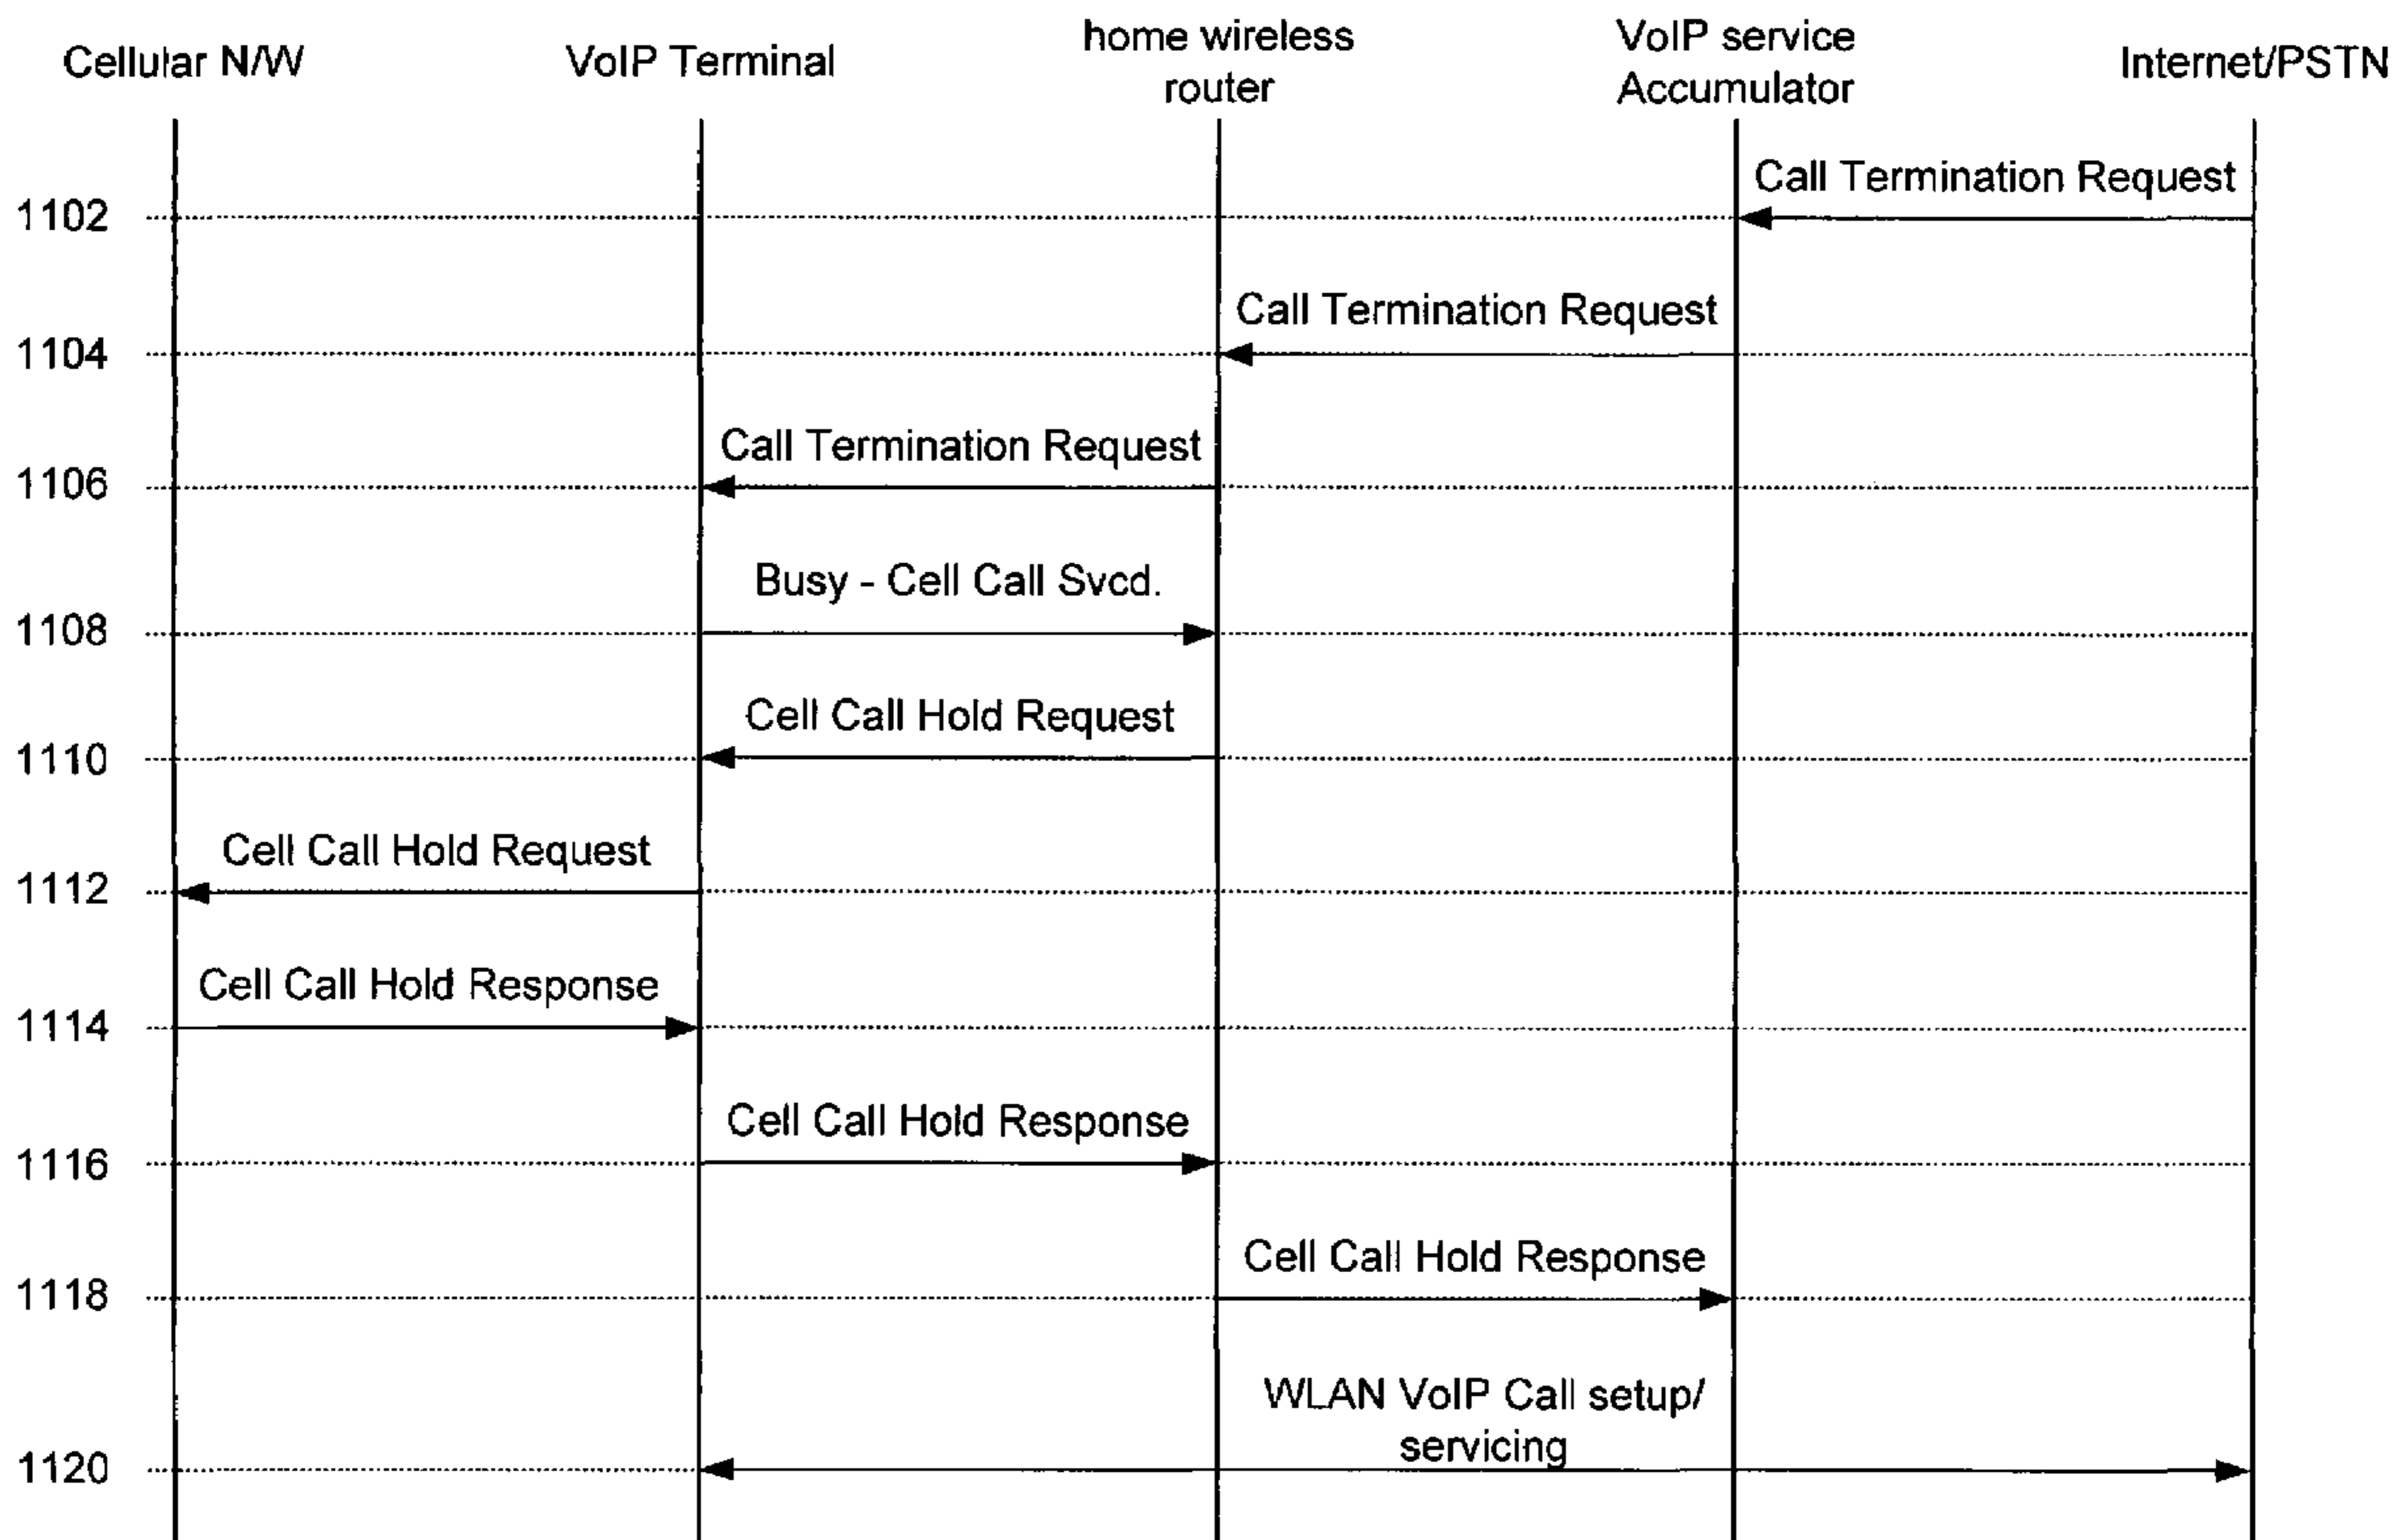 Cellular N/W
VoIP Terminal
home wireless
router
VoIP service
Accumulator
Internet/PSTN
Call Termination Request
1102
Call Termination Request
1104
Call Termination Request
1106
Busy - Cell Call Svcd.
1108
Cell Call Hold Request
1110
Cell Call Hold Request
1112
Cell Call Hold Response
1114
Cell Call Hold Response
1116
Cell Call Hold Response
1118
WLAN VoIP Call setup/
servicing
1120